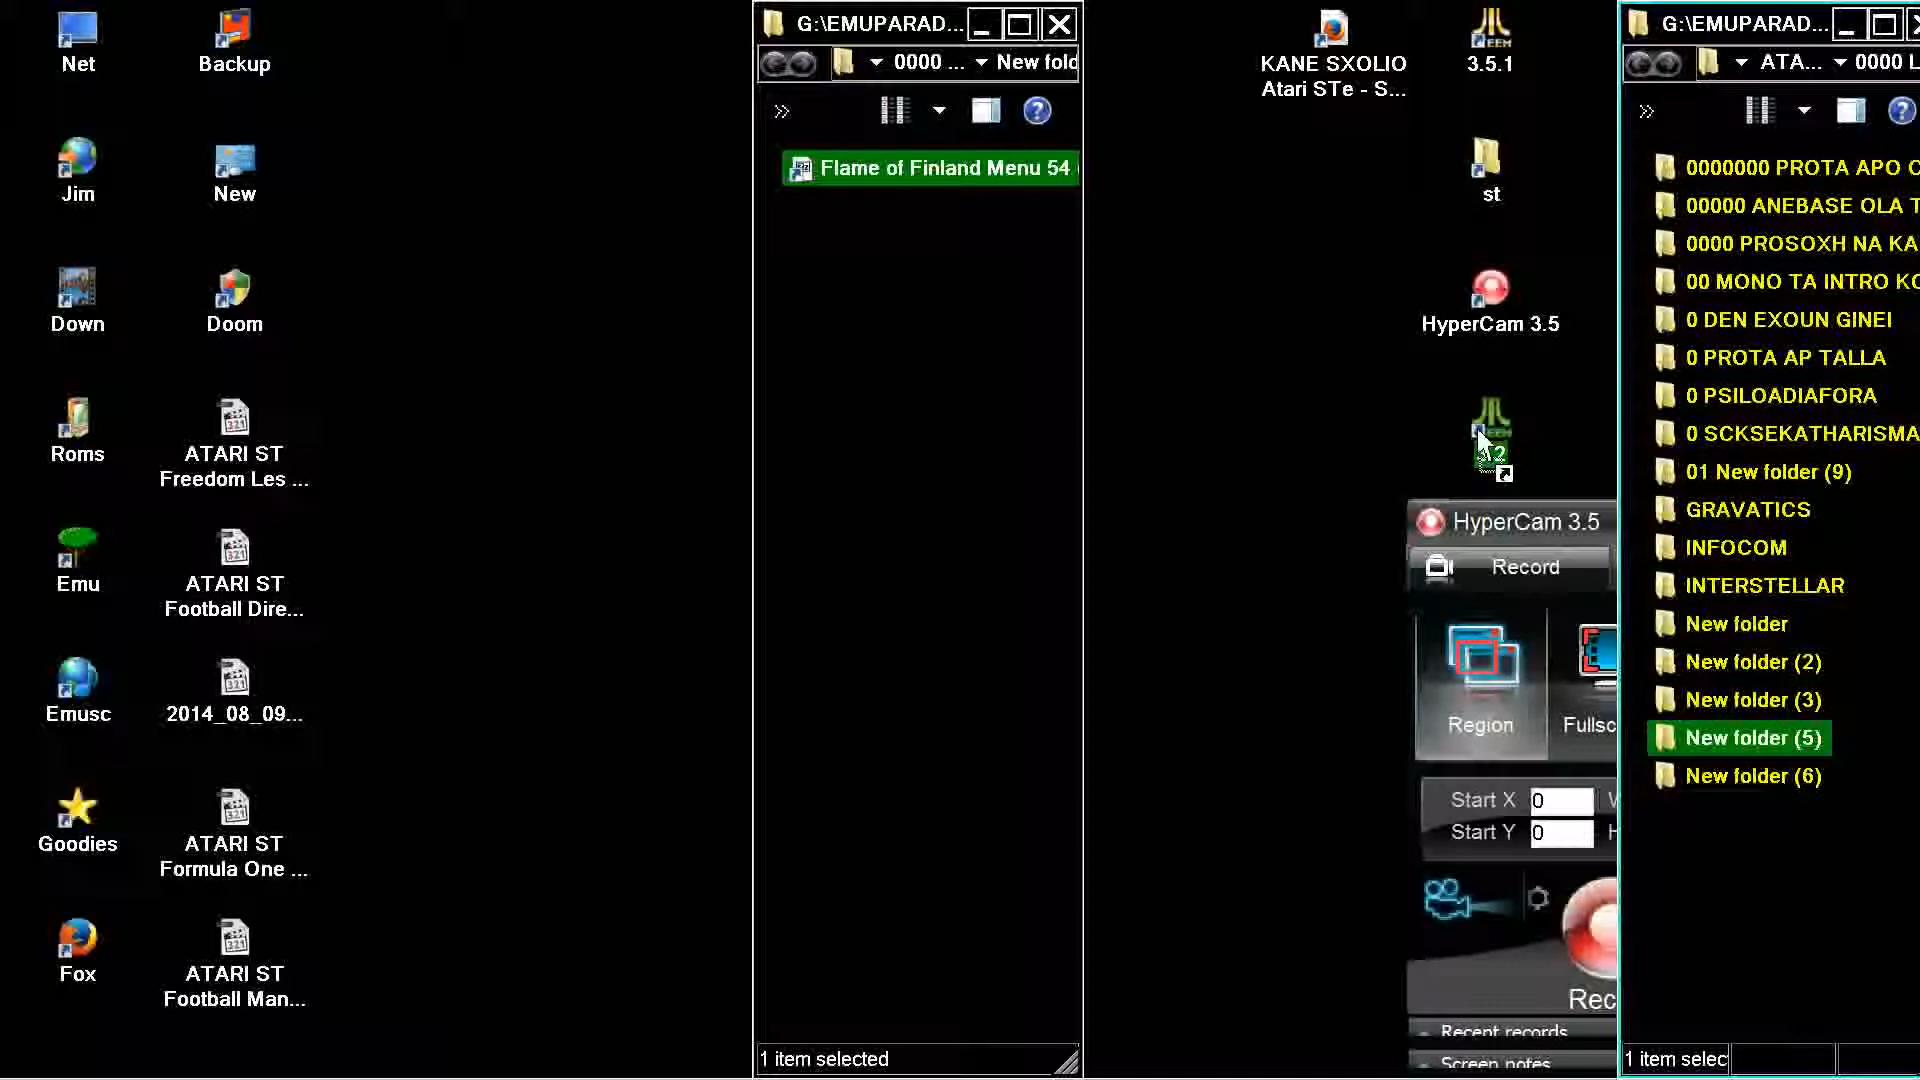 Net
Backup
Jim
New
Down
Doom
Roms
ATARI ST
Freedom Les ...
Emu
ATARI ST
Football Dire...
Emusc
2014_08_09...
Goodies
ATARI ST
Formula One ...
Fox
ATARI ST
Football Man...
G:\EMUPARAD...
0000 ...
New fold
Flame of Finland Menu 54
1 item selected
KANE SXOLIO
Atari STe - S...
3.5.1
st
HyperCam 3.5
HyperCam 3.5
Record
Region
Fullsc
Start X 0
Start Y 0
Rec
Recent records
Screen notes
G:\EMUPARAD...
ATA...
0000 L
0000000 PROTA APO
00000 ANEBASE OLA T
0000 PROSOXH NA KA
00 MONO TA INTRO KO
0 DEN EXOUN GINEI
0 PROTA AP TALLA
0 PSILOADIAFORA
0 SCKSEKATHARISMA
01 New folder (9)
GRAVATICS
INFOCOM
INTERSTELLAR
New folder
New folder (2)
New folder (3)
New folder (5)
New folder (6)
1 item selec